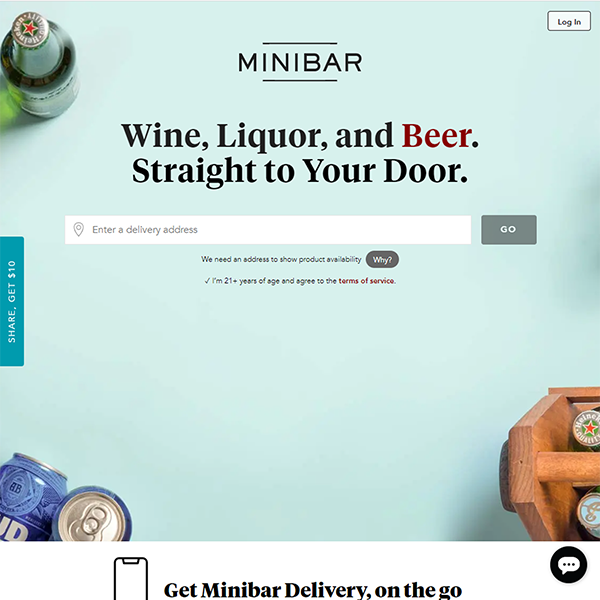 Log In
MINIBAR
Wine, Liquor, and Beer.
Straight to Your Door.
Enter a delivery address
GO
We need an address to show product availability
Why?
✓ I'm 21+ years of age and agree to the terms of service.
SHARE, GET $10
Heineken
Heineken
Get Minibar Delivery, on the go